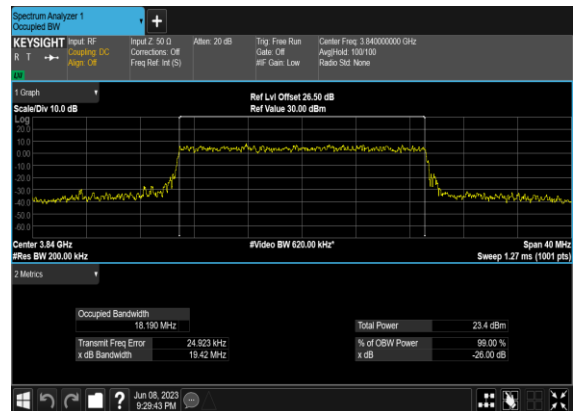 Spectrum Analyzer 1
Occupied BW
KEYSIGHT Input: RF Input Z: 50 Ω Atten: 20 dB Trig: Free Run Center Freq: 3.840000000 GHz
R T Coupling: DC Corrections: Off Gate: Off Avg|Hold: 100/100
Align: Off Freq Ref: Int (S) #IF Gain: Low Radio Std: None
1 Graph
Ref Lvl Offset 26.50 dB
Scale/Div 10.0 dB Ref Value 30.00 dBm
Log
20.0
10.0
0.00
-10.0
-20.0
-30.0
-40.0
-50.0
-60.0
Center 3.84 GHz #Video BW 620.00 kHz* Span 40 MHz
#Res BW 200.00 kHz Sweep 1.27 ms (1001 pts)
2 Metrics
Occupied Bandwidth
18.190 MHz Total Power 23.4 dBm
Transmit Freq Error 24.923 kHz % of OBW Power 99.00 %
x dB Bandwidth 19.42 MHz x dB -26.00 dB
? Jun 08, 2023
9:29:43 PM